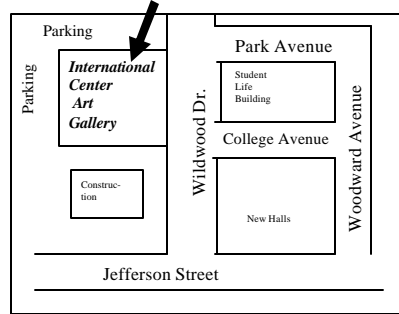 Parking
Parking
International
Center
Art
Gallery
Construc-
tion
Wildwood Dr.
Park Avenue
Student
Life
Building
College Avenue
New Halls
Woodward Avenue
Jefferson Street